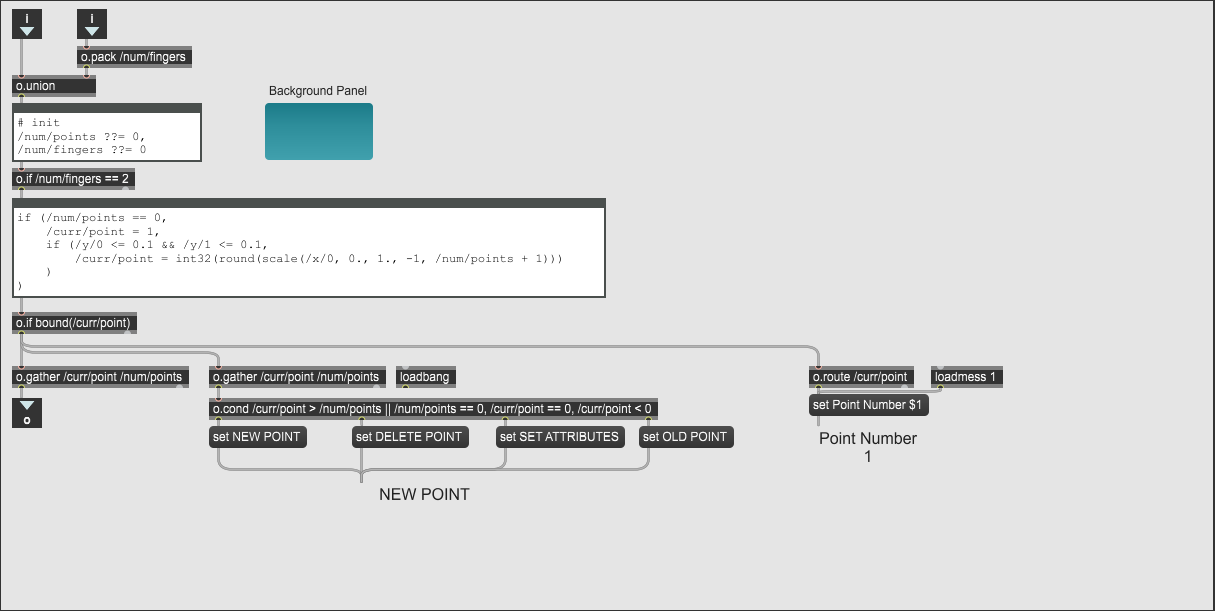 i
i
o.pack /num/fingers
o.union
Background Panel
# init
/num/points ??= 0,
/num/fingers ??= 0
o.if /num/fingers == 2
if (/num/points == 0,
/curr/point = 1,
if (/y/0 <= 0.1 && /y/1 <= 0.1,
/curr/point = int32(round(scale(/x/0, 0., 1., -1, /num/points + 1)))
)
)
o.if bound(/curr/point)
o.gather /curr/point /num/points
o.gather /curr/point /num/points
loadbang
o.route /curr/point
loadmess 1
o
o.cond /curr/point > /num/points || /num/points == 0, /curr/point == 0, /curr/point < 0
set Point Number $1
set NEW POINT
set DELETE POINT
set SET ATTRIBUTES
set OLD POINT
Point Number
1
NEW POINT